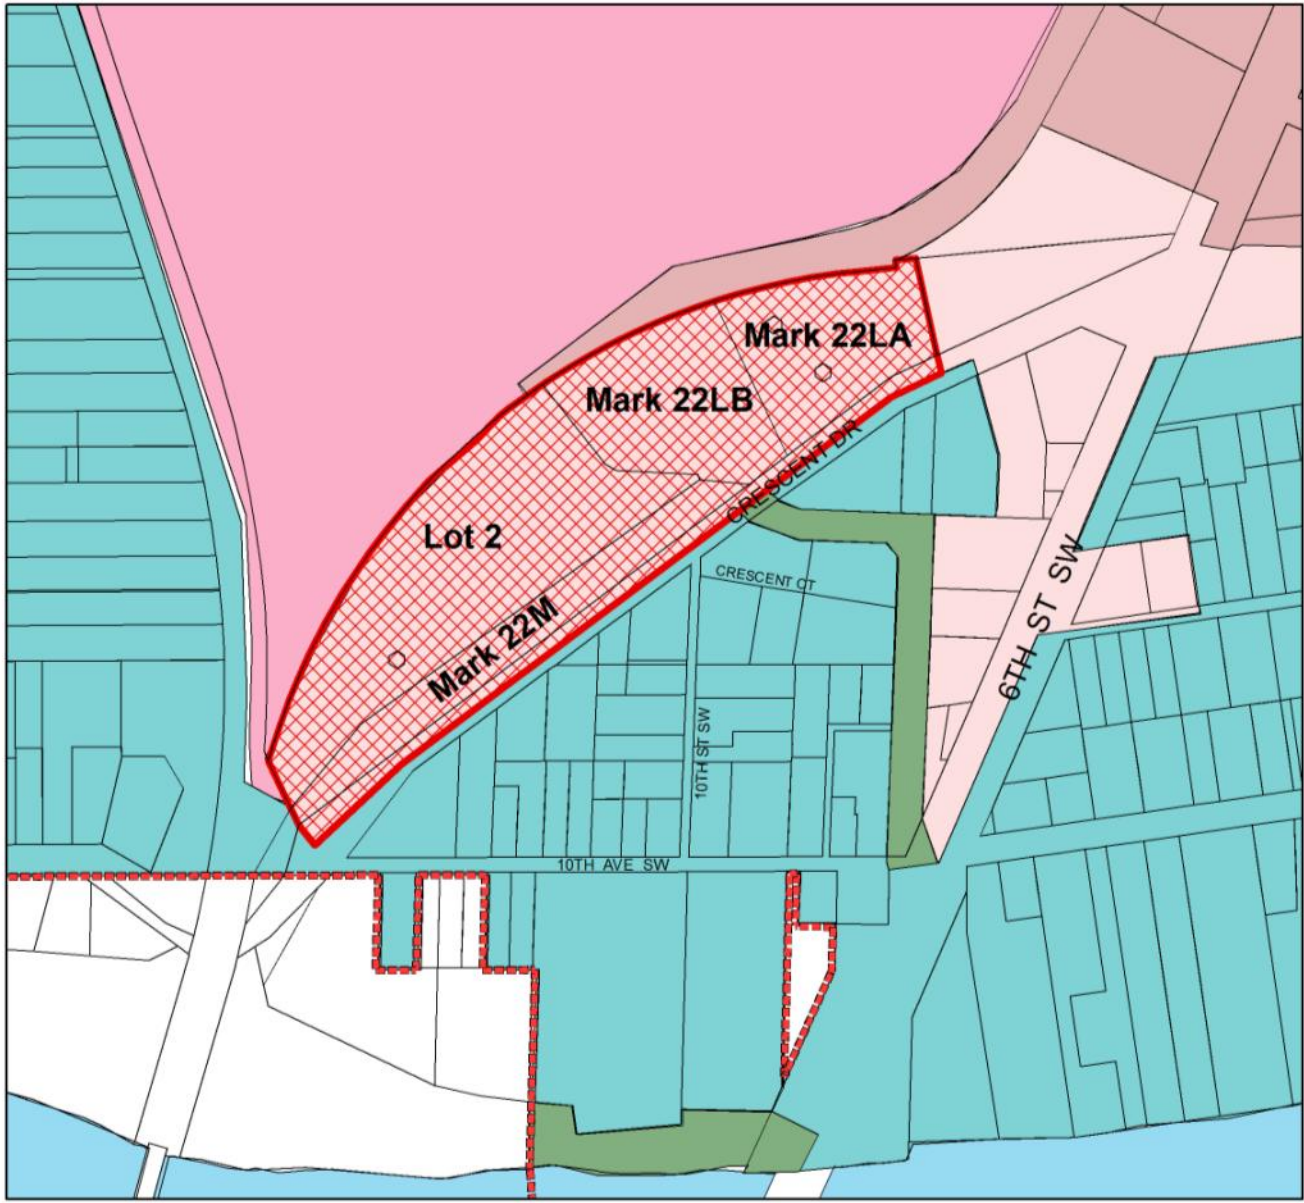 Mark 22LA
Mark 22LB
CRESCENT DR
Lot 2
CRESCENT CT
6TH ST SW
Mark 22M
10TH ST SW
10TH AVE SW